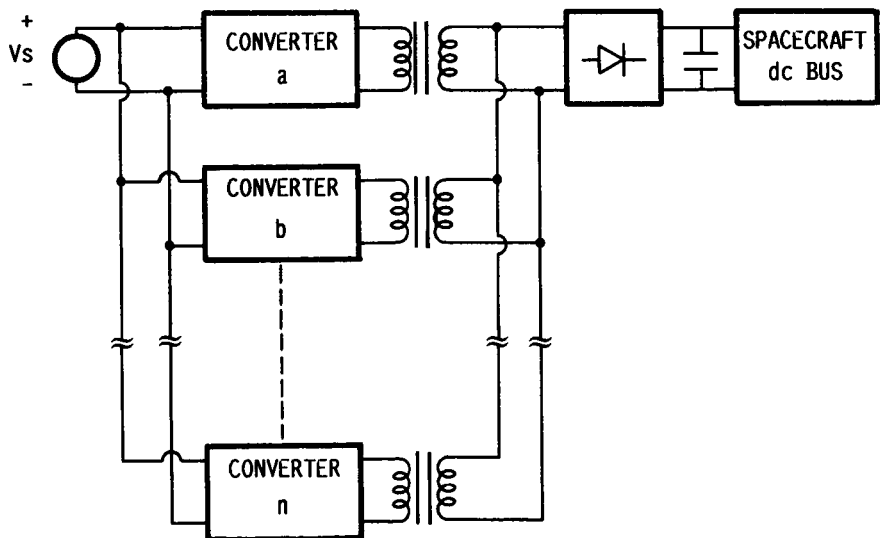 +
Vs
-
CONVERTER
a
SPACECRAFT
dc BUS
CONVERTER
b
CONVERTER
n